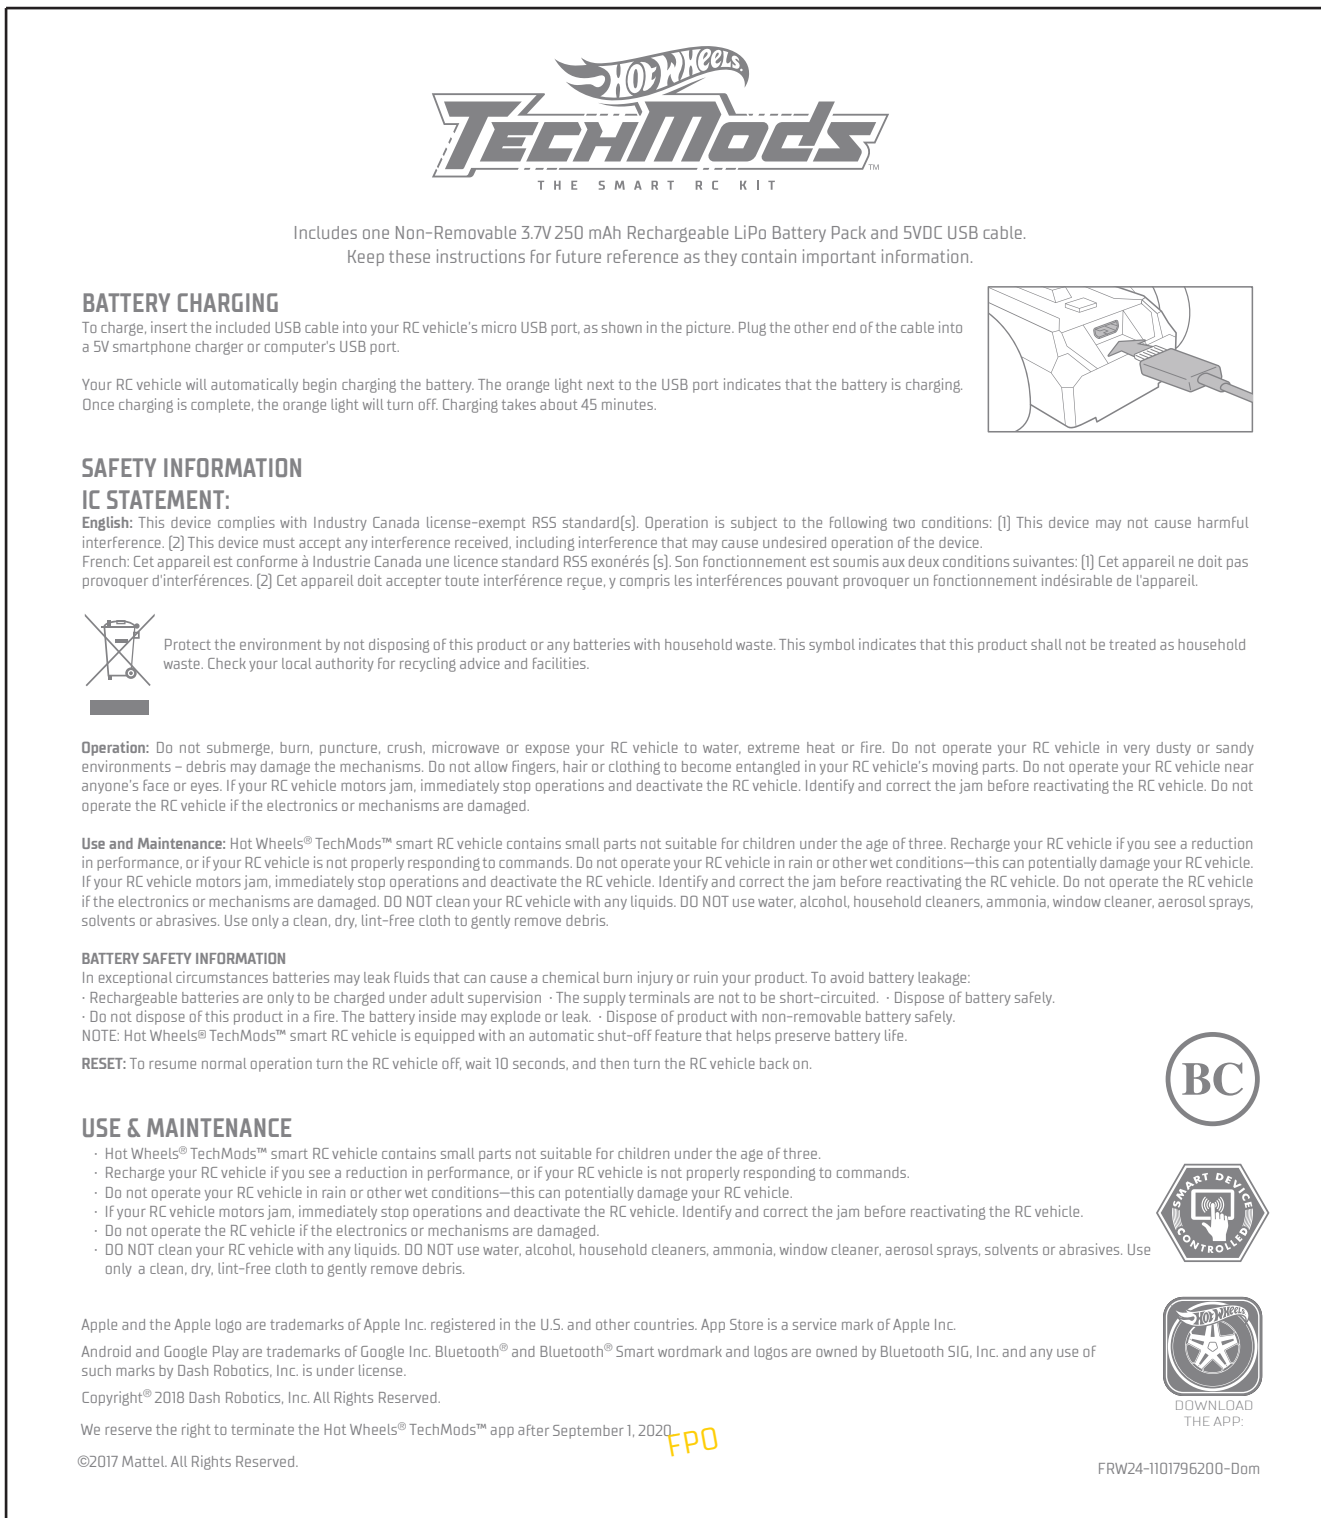 HOT WHEELS®
TECHMODS™
THE SMART RC KIT
Includes one Non-Removable 3.7V 250 mAh Rechargeable LiPo Battery Pack and 5VDC USB cable.
Keep these instructions for future reference as they contain important information.
BATTERY CHARGING
To charge, insert the included USB cable into your RC vehicle's micro USB port, as shown in the picture. Plug the other end of the cable into
a 5V smartphone charger or computer's USB port.
Your RC vehicle will automatically begin charging the battery. The orange light next to the USB port indicates that the battery is charging.
Once charging is complete, the orange light will turn off. Charging takes about 45 minutes.
SAFETY INFORMATION
IC STATEMENT:
English: This device complies with Industry Canada license-exempt RSS standard(s). Operation is subject to the following two conditions: (1) This device may not cause harmful
interference. (2) This device must accept any interference received, including interference that may cause undesired operation of the device.
French: Cet appareil est conforme à Industrie Canada une licence standard RSS exonérés (s). Son fonctionnement est soumis aux deux conditions suivantes: (1) Cet appareil ne doit pas
provoquer d'interférences. (2) Cet appareil doit accepter toute interférence reçue, y compris les interférences pouvant provoquer un fonctionnement indésirable de l'appareil.
Protect the environment by not disposing of this product or any batteries with household waste. This symbol indicates that this product shall not be treated as household
waste. Check your local authority for recycling advice and facilities.
Operation: Do not submerge, burn, puncture, crush, microwave or expose your RC vehicle to water, extreme heat or fire. Do not operate your RC vehicle in very dusty or sandy
environments – debris may damage the mechanisms. Do not allow fingers, hair or clothing to become entangled in your RC vehicle's moving parts. Do not operate your RC vehicle near
anyone's face or eyes. If your RC vehicle motors jam, immediately stop operations and deactivate the RC vehicle. Identify and correct the jam before reactivating the RC vehicle. Do not
operate the RC vehicle if the electronics or mechanisms are damaged.
Use and Maintenance: Hot Wheels® TechMods™ smart RC vehicle contains small parts not suitable for children under the age of three. Recharge your RC vehicle if you see a reduction
in performance, or if your RC vehicle is not properly responding to commands. Do not operate your RC vehicle in rain or other wet conditions—this can potentially damage your RC vehicle.
If your RC vehicle motors jam, immediately stop operations and deactivate the RC vehicle. Identify and correct the jam before reactivating the RC vehicle. Do not operate the RC vehicle
if the electronics or mechanisms are damaged. DO NOT clean your RC vehicle with any liquids. DO NOT use water, alcohol, household cleaners, ammonia, window cleaner, aerosol sprays,
solvents or abrasives. Use only a clean, dry, lint-free cloth to gently remove debris.
BATTERY SAFETY INFORMATION
In exceptional circumstances batteries may leak fluids that can cause a chemical burn injury or ruin your product. To avoid battery leakage:
· Rechargeable batteries are only to be charged under adult supervision · The supply terminals are not to be short-circuited. · Dispose of battery safely.
· Do not dispose of this product in a fire. The battery inside may explode or leak. · Dispose of product with non-removable battery safely.
NOTE: Hot Wheels® TechMods™ smart RC vehicle is equipped with an automatic shut-off feature that helps preserve battery life.
RESET: To resume normal operation turn the RC vehicle off, wait 10 seconds, and then turn the RC vehicle back on.
BC
USE & MAINTENANCE
· Hot Wheels® TechMods™ smart RC vehicle contains small parts not suitable for children under the age of three.
· Recharge your RC vehicle if you see a reduction in performance, or if your RC vehicle is not properly responding to commands.
· Do not operate your RC vehicle in rain or other wet conditions—this can potentially damage your RC vehicle.
· If your RC vehicle motors jam, immediately stop operations and deactivate the RC vehicle. Identify and correct the jam before reactivating the RC vehicle.
· Do not operate the RC vehicle if the electronics or mechanisms are damaged.
· DO NOT clean your RC vehicle with any liquids. DO NOT use water, alcohol, household cleaners, ammonia, window cleaner, aerosol sprays, solvents or abrasives. Use
only a clean, dry, lint-free cloth to gently remove debris.
SMART DEVICE
CONTROLLED
Apple and the Apple logo are trademarks of Apple Inc. registered in the U.S. and other countries. App Store is a service mark of Apple Inc.
Android and Google Play are trademarks of Google Inc. Bluetooth® and Bluetooth® Smart wordmark and logos are owned by Bluetooth SIG, Inc. and any use of
such marks by Dash Robotics, Inc. is under license.
Copyright® 2018 Dash Robotics, Inc. All Rights Reserved.
HOT WHEELS
DOWNLOAD
THE APP:
We reserve the right to terminate the Hot Wheels® TechMods™ app after September 1, 2020
FPO
©2017 Mattel. All Rights Reserved.
FRW24-1101796200-Dom